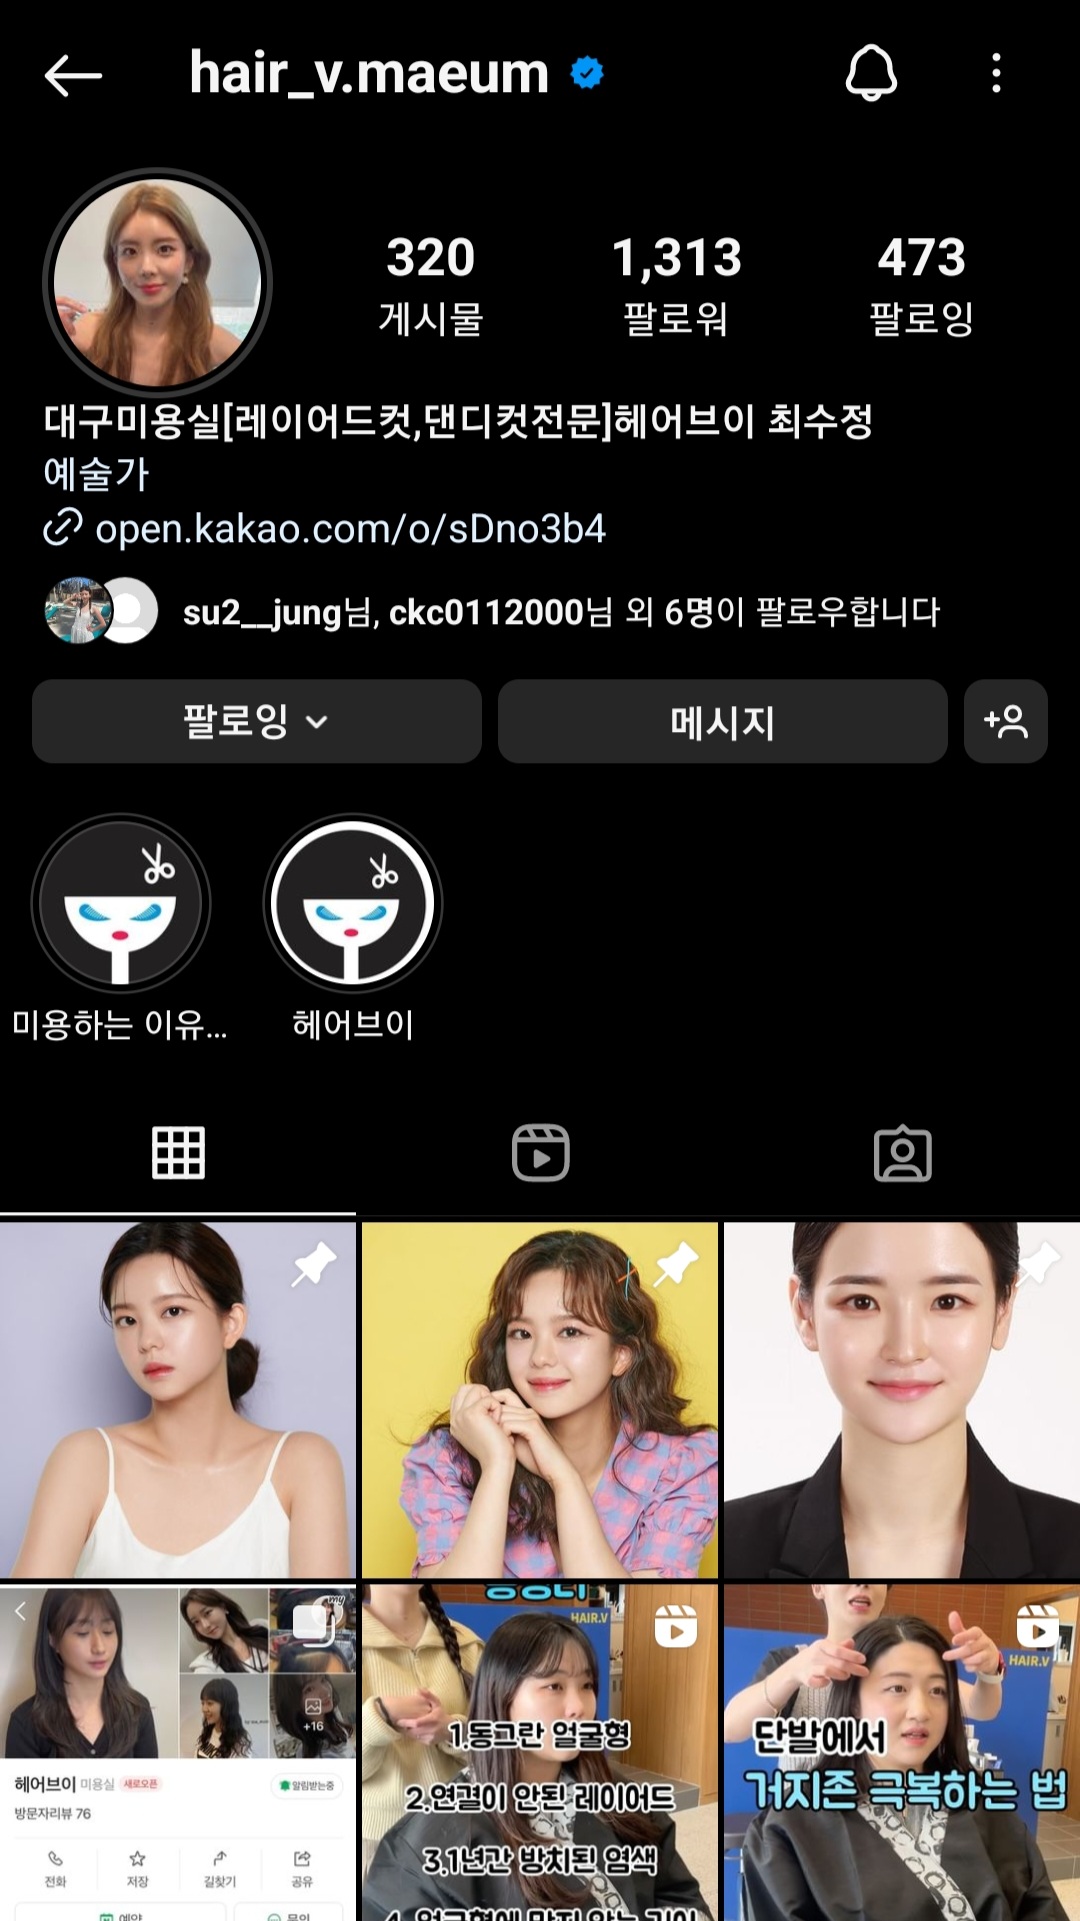 hair_v.maeum
320
1,313
473
게시물
팔로워
팔로잉
대구미용실[레이어드컷,댄디컷전문]헤어브이 최수정
예술가
open.kakao.com/o/sDno3b4
su2__jung님, ckc0112000님 외 6명이 팔로우합니다
팔로잉
메시지
미용하는 이유...
헤어브이
my
+16
헤어브이 미용실 새로오픈
알림받는중
방문자리뷰 76
전화
저장
길찾기
공유
예약
문의
HAIR.V
1.동그란 얼굴형
2.연결이 안된 레이어드
3.1년간 방치된 염색
HAIR.V
단발에서
거지존 극복하는 법